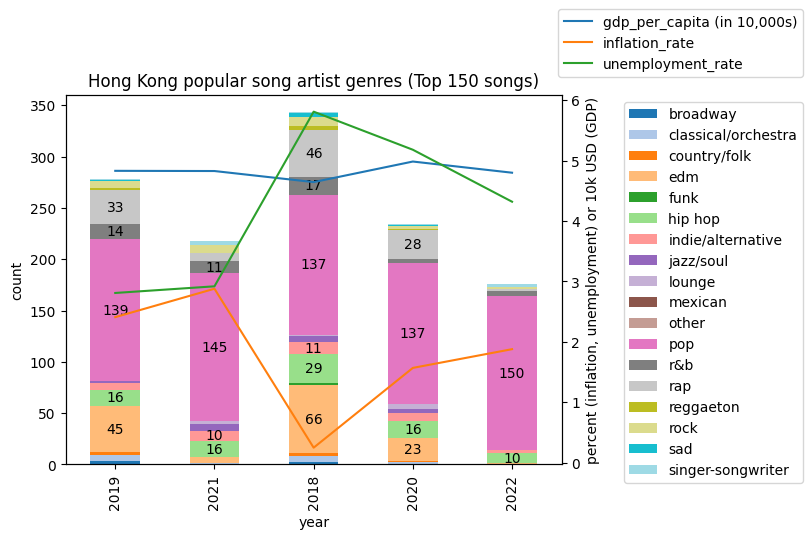 gdp_per_capita (in 10,000s)
inflation_rate
unemployment_rate
Hong Kong popular song artist genres (Top 150 songs)
350
300
250
200
150
100
50
0
count
33
14
139
16
45
11
145
10
16
46
17
137
11
29
66
28
137
16
23
150
10
6
5
4
3
2
1
0
percent (inflation, unemployment) or 10k USD (GDP)
2019
2021
2018
2020
2022
year
broadway
classical/orchestra
country/folk
edm
funk
hip hop
indie/alternative
jazz/soul
lounge
mexican
other
pop
r&b
rap
reggaeton
rock
sad
singer-songwriter